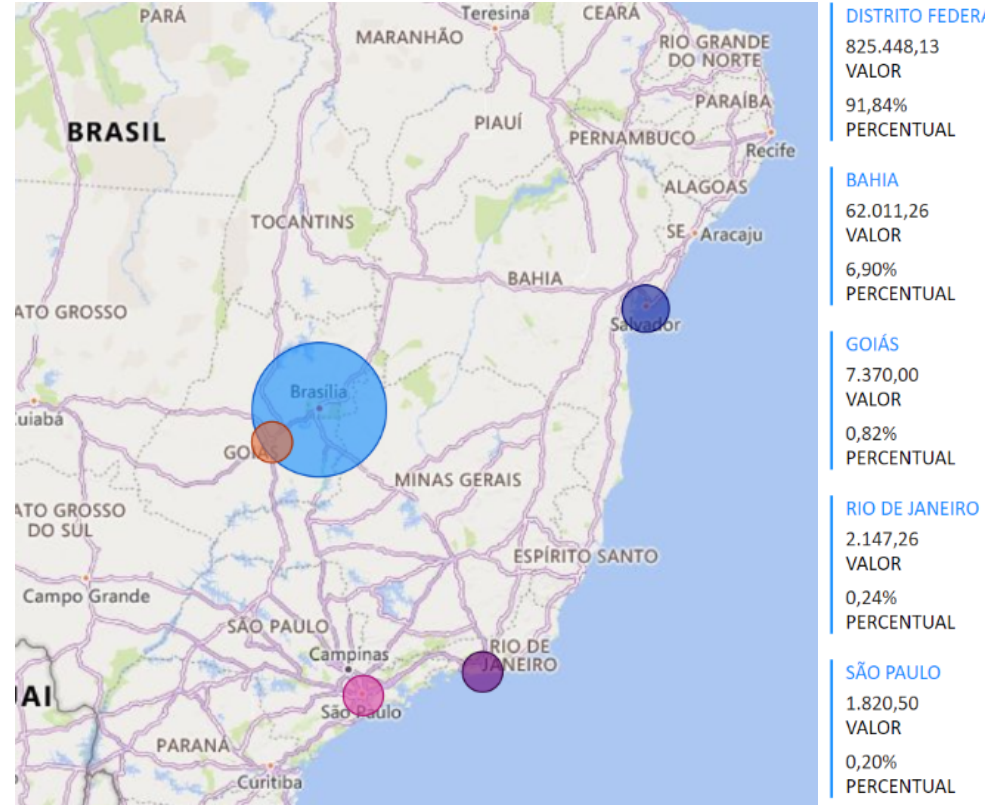 PARÁ
Teresina
CEARÁ
MARANHÃO
RIO GRANDE
DO NORTE
PARAÍBA
PIAUÍ
PERNAMBUCO
BRASIL
Recife
ALAGOAS
TOCANTINS
SE
Aracaju
BAHIA
ATO GROSSO
Salvador
Brasília
uiabá
GOIÁS
MINAS GERAIS
ATO GROSSO
DO SUL
ESPÍRITO SANTO
Campo Grande
SÃO PAULO
Campinas
RIO DE
JANEIRO
AI
São Paulo
PARANÁ
Curitiba
DISTRITO FEDERA
825.448,13
VALOR
91,84%
PERCENTUAL
BAHIA
62.011,26
VALOR
6,90%
PERCENTUAL
GOIÁS
7.370,00
VALOR
0,82%
PERCENTUAL
RIO DE JANEIRO
2.147,26
VALOR
0,24%
PERCENTUAL
SÃO PAULO
1.820,50
VALOR
0,20%
PERCENTUAL